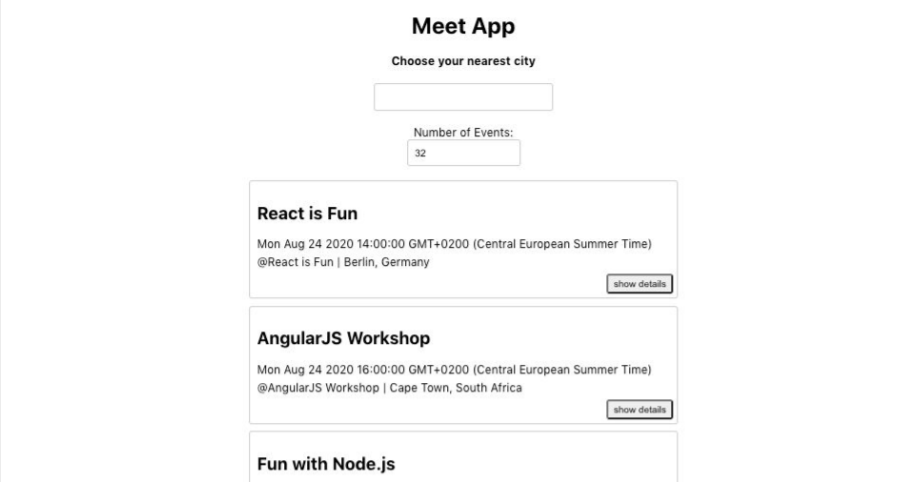 Meet App
Choose your nearest city
Number of Events:
32
React is Fun
Mon Aug 24 2020 14:00:00 GMT+0200 (Central European Summer Time)
@React is Fun | Berlin, Germany
show details
AngularJS Workshop
Mon Aug 24 2020 16:00:00 GMT+0200 (Central European Summer Time)
@AngularJS Workshop | Cape Town, South Africa
show details
Fun with Node.js